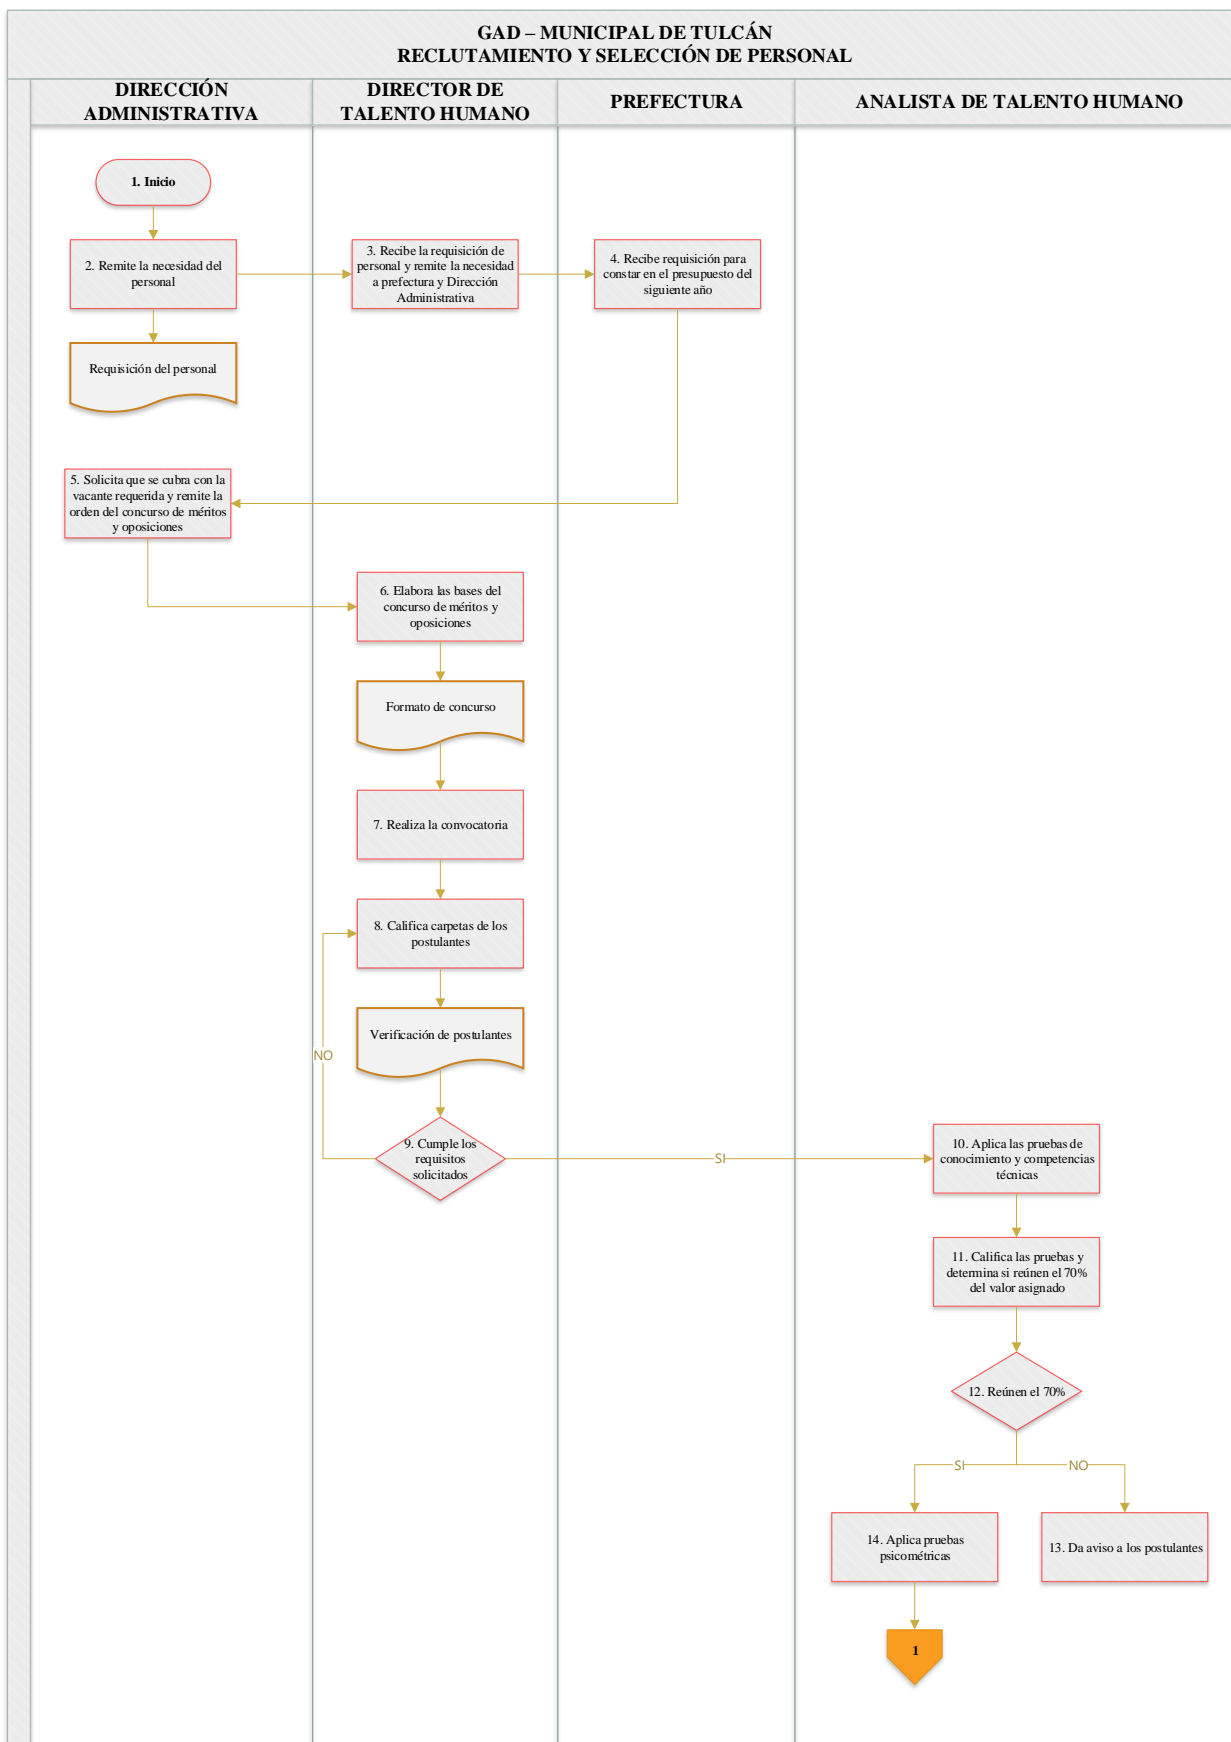 GAD – MUNICIPAL DE TULCÁN
RECLUTAMIENTO Y SELECCIÓN DE PERSONAL
DIRECCIÓN
ADMINISTRATIVA
DIRECTOR DE
TALENTO HUMANO
PREFECTURA
ANALISTA DE TALENTO HUMANO
1. Inicio
2. Remite la necesidad del
personal
3. Recibe la requisición de
personal y remite la necesidad
a prefectura y Dirección
Administrativa
4. Recibe requisición para
constar en el presupuesto del
siguiente año
Requisición del personal
5. Solicita que se cubra con la
vacante requerida y remite la
orden del concurso de méritos
y oposiciones
6. Elabora las bases del
concurso de méritos y
oposiciones
Formato de concurso
7. Realiza la convocatoria
8. Califica carpetas de los
postulantes
Verificación de postulantes
NO
9. Cumple los
requisitos
solicitados
SI
10. Aplica las pruebas de
conocimiento y competencias
técnicas
11. Califica las pruebas y
determina si reúnen el 70%
del valor asignado
12. Reúnen el 70%
SI
NO
14. Aplica pruebas
psicométricas
13. Da aviso a los postulantes
1